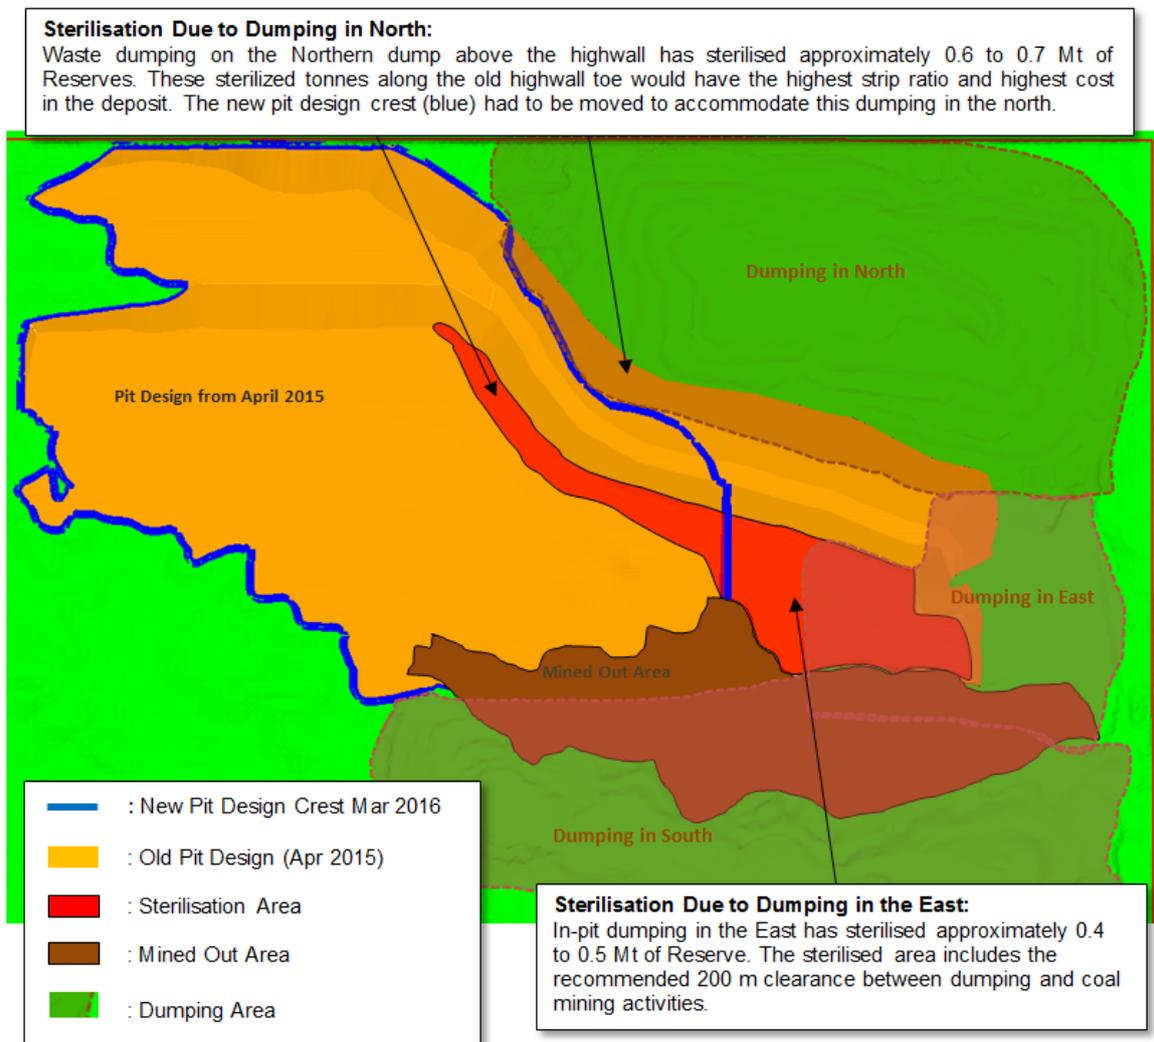 Sterilisation Due to Dumping in North:
Waste dumping on the Northern dump above the highwall has sterilised approximately 0.6 to 0.7 Mt of
Reserves. These sterilized tonnes along the old highwall toe would have the highest strip ratio and highest cost
in the deposit. The new pit design crest (blue) had to be moved to accommodate this dumping in the north.
Dumping in North
Pit Design from April 2015
Dumping in East
Mined Out Area
Dumping in South
: New Pit Design Crest Mar 2016
: Old Pit Design (Apr 2015)
: Sterilisation Area
: Mined Out Area
: Dumping Area
Sterilisation Due to Dumping in the East:
In-pit dumping in the East has sterilised approximately 0.4
to 0.5 Mt of Reserve. The sterilised area includes the
recommended 200 m clearance between dumping and coal
mining activities.